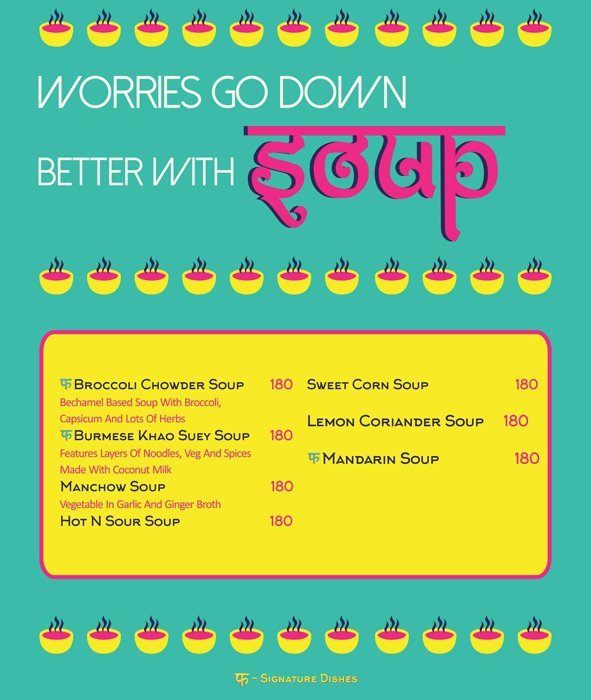 WORRIES GO DOWN
BETTER WITH soup
फ BROCCOLI CHOWDER SOUP 180
Bechamel Based Soup With Broccoli,
Capsicum And Lots Of Herbs
फ BURMESE KHAO SUEY SOUP 180
Features Layers Of Noodles, Veg And Spices
Made With Coconut Milk
MANCHOW SOUP 180
Vegetable In Garlic And Ginger Broth
HOT N SOUR SOUP 180
SWEET CORN SOUP 180
LEMON CORIANDER SOUP 180
फ MANDARIN SOUP 180
फ – SIGNATURE DISHES